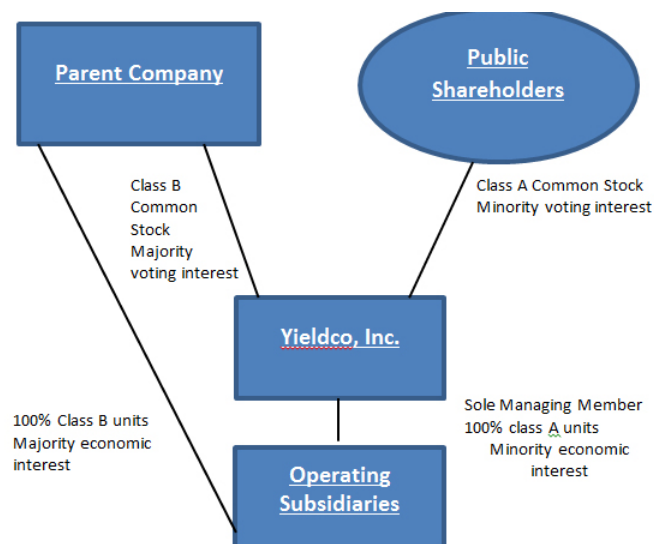 Parent Company
Public
Shareholders
Class B
Common
Stock
Majority
voting interest
Class A Common Stock
Minority voting interest
Yieldco, Inc.
100% Class B units
Majority economic
interest
Sole Managing Member
100% class A units
Minority economic
interest
Operating
Subsidiaries